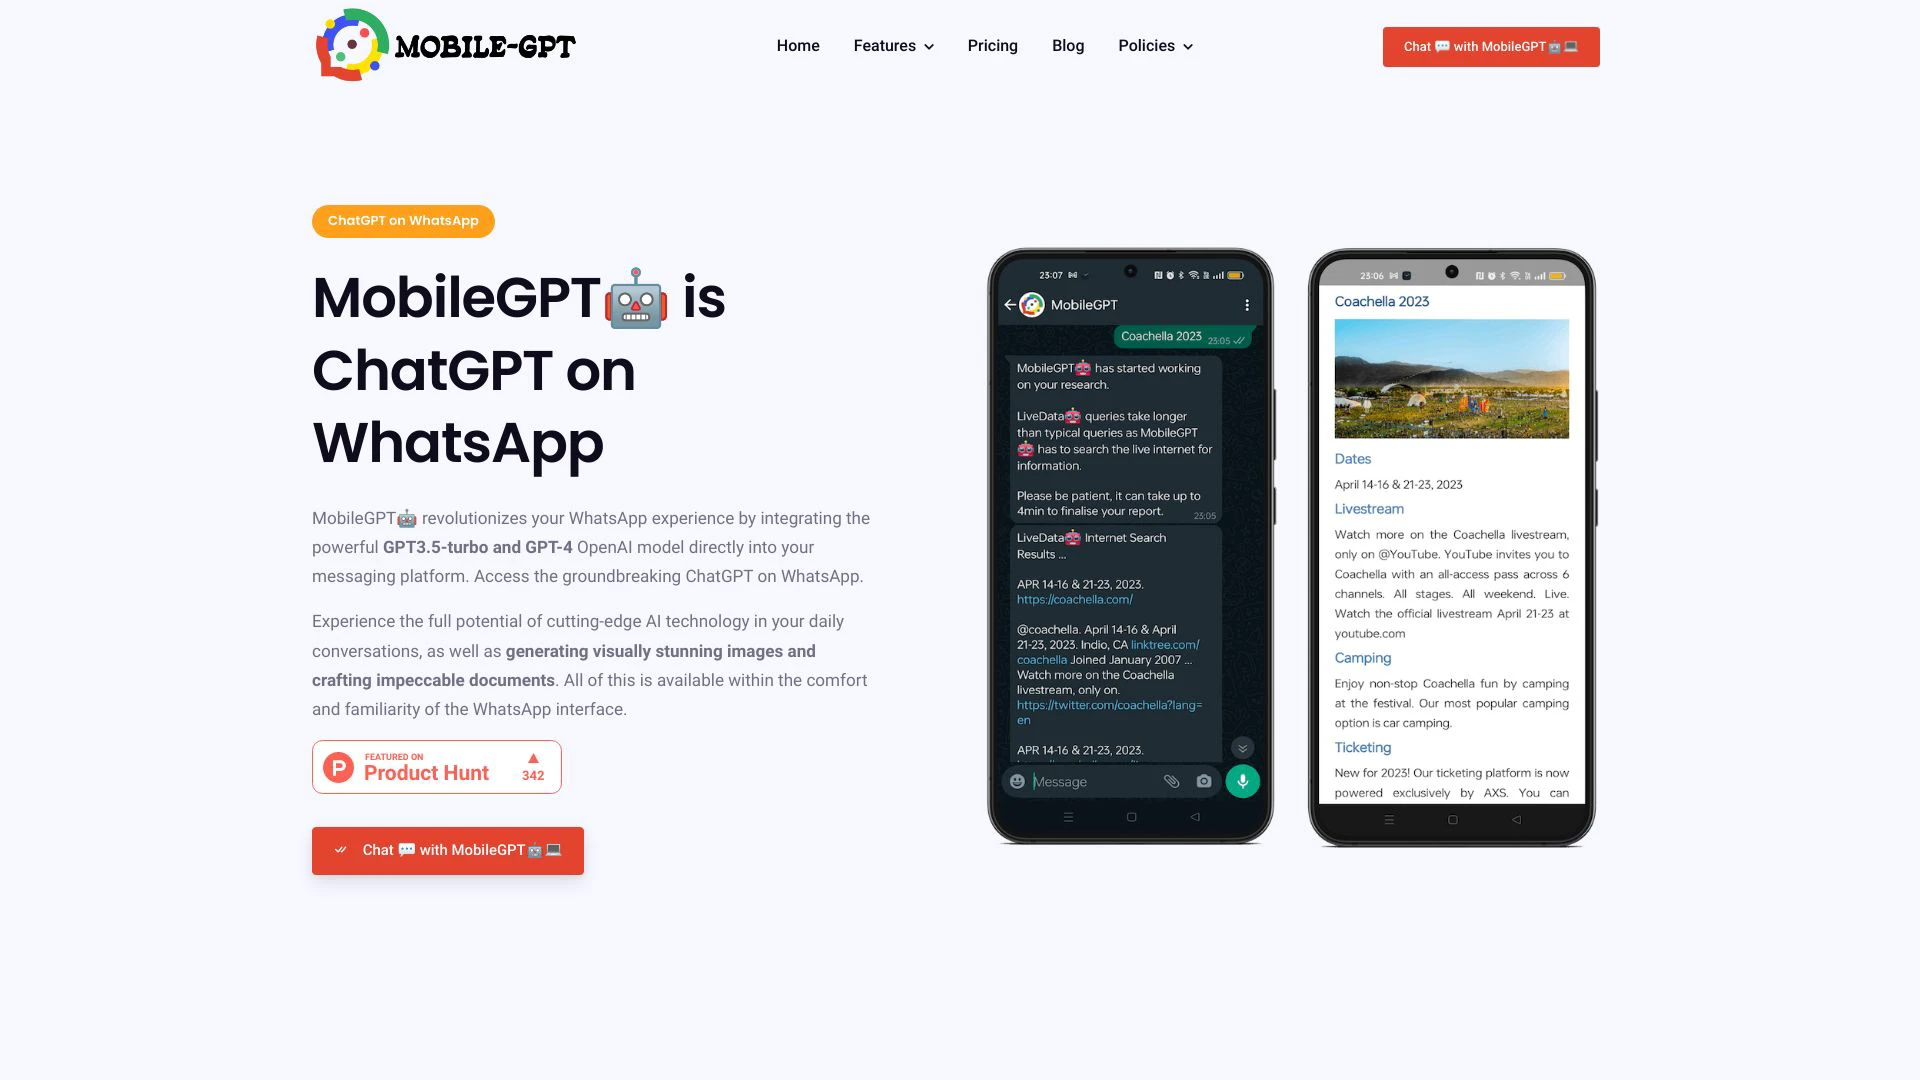 MOBILE-GPT
Home
Features
Pricing
Blog
Policies
Chat 💬 with MobileGPT🤖💻
ChatGPT on WhatsApp
MobileGPT🤖 is
ChatGPT on
WhatsApp
MobileGPT🤖 revolutionizes your WhatsApp experience by integrating the
powerful GPT3.5-turbo and GPT-4 OpenAI model directly into your
messaging platform. Access the groundbreaking ChatGPT on WhatsApp.
Experience the full potential of cutting-edge AI technology in your daily
conversations, as well as generating visually stunning images and
crafting impeccable documents. All of this is available within the comfort
and familiarity of the WhatsApp interface.
P
FEATURED ON
Product Hunt
▲
342
Chat 💬 with MobileGPT🤖💻
23:07
MobileGPT
Coachella 2023
23:05
MobileGPT🤖 has started working
on your research.
LiveData🤖 queries take longer
than typical queries as MobileGPT
🤖 has to search the live internet for
information.
Please be patient, it can take up to
4min to finalise your report.
23:05
LiveData🤖 Internet Search
Results ...
APR 14-16 & 21-23, 2023.
https://coachella.com/
@coachella. April 14-16 & April
21-23, 2023. Indio, CA linktree.com/
coachella Joined January 2007 ...
Watch more on the Coachella
livestream, only on.
https://twitter.com/coachella?lang=
en
APR 14-16 & 21-23, 2023.
Message
23:06
Coachella 2023
Dates
April 14-16 & 21-23, 2023
Livestream
Watch more on the Coachella livestream,
only on @YouTube. YouTube invites you to
Coachella with an all-access pass across 6
channels. All stages. All weekend. Live.
Watch the official livestream April 21-23 at
youtube.com
Camping
Enjoy non-stop Coachella fun by camping
at the festival. Our most popular camping
option is car camping.
Ticketing
New for 2023! Our ticketing platform is now
powered exclusively by AXS. You can